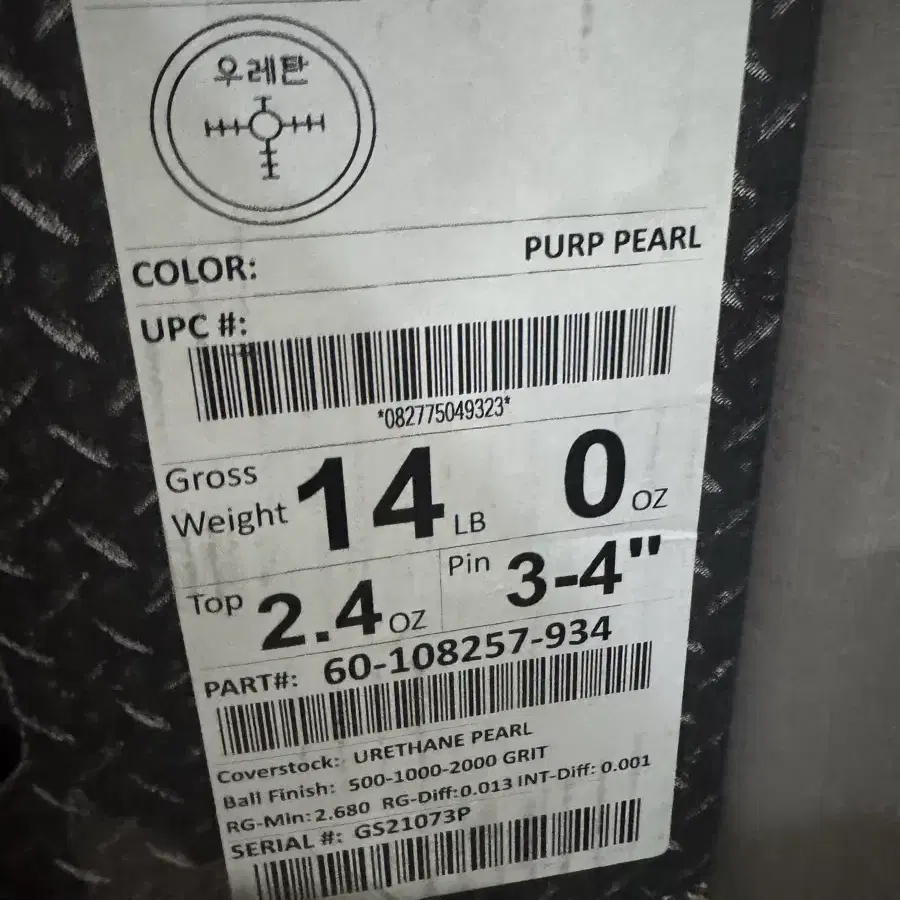 우레탄
COLOR: PURP PEARL
UPC #:
*082775049323*
Gross Weight 14 LB 0 OZ
Top 2.4 OZ Pin 3-4"
PART#: 60-108257-934
Coverstock: URETHANE PEARL
Ball Finish: 500-1000-2000 GRIT
RG-Min: 2.680 RG-Diff: 0.013 INT-Diff: 0.001
SERIAL #: GS21073P